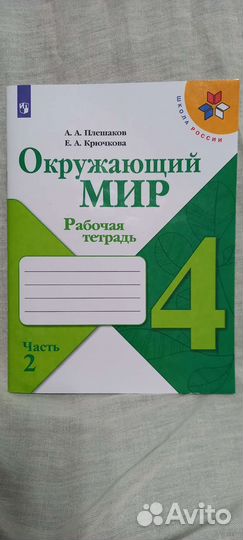 ШКОЛА РОССИИ
А. А. Плешаков
Е. А. Крючкова
Окружающий
МИР
Рабочая
тетрадь
4
Часть
2
Avito